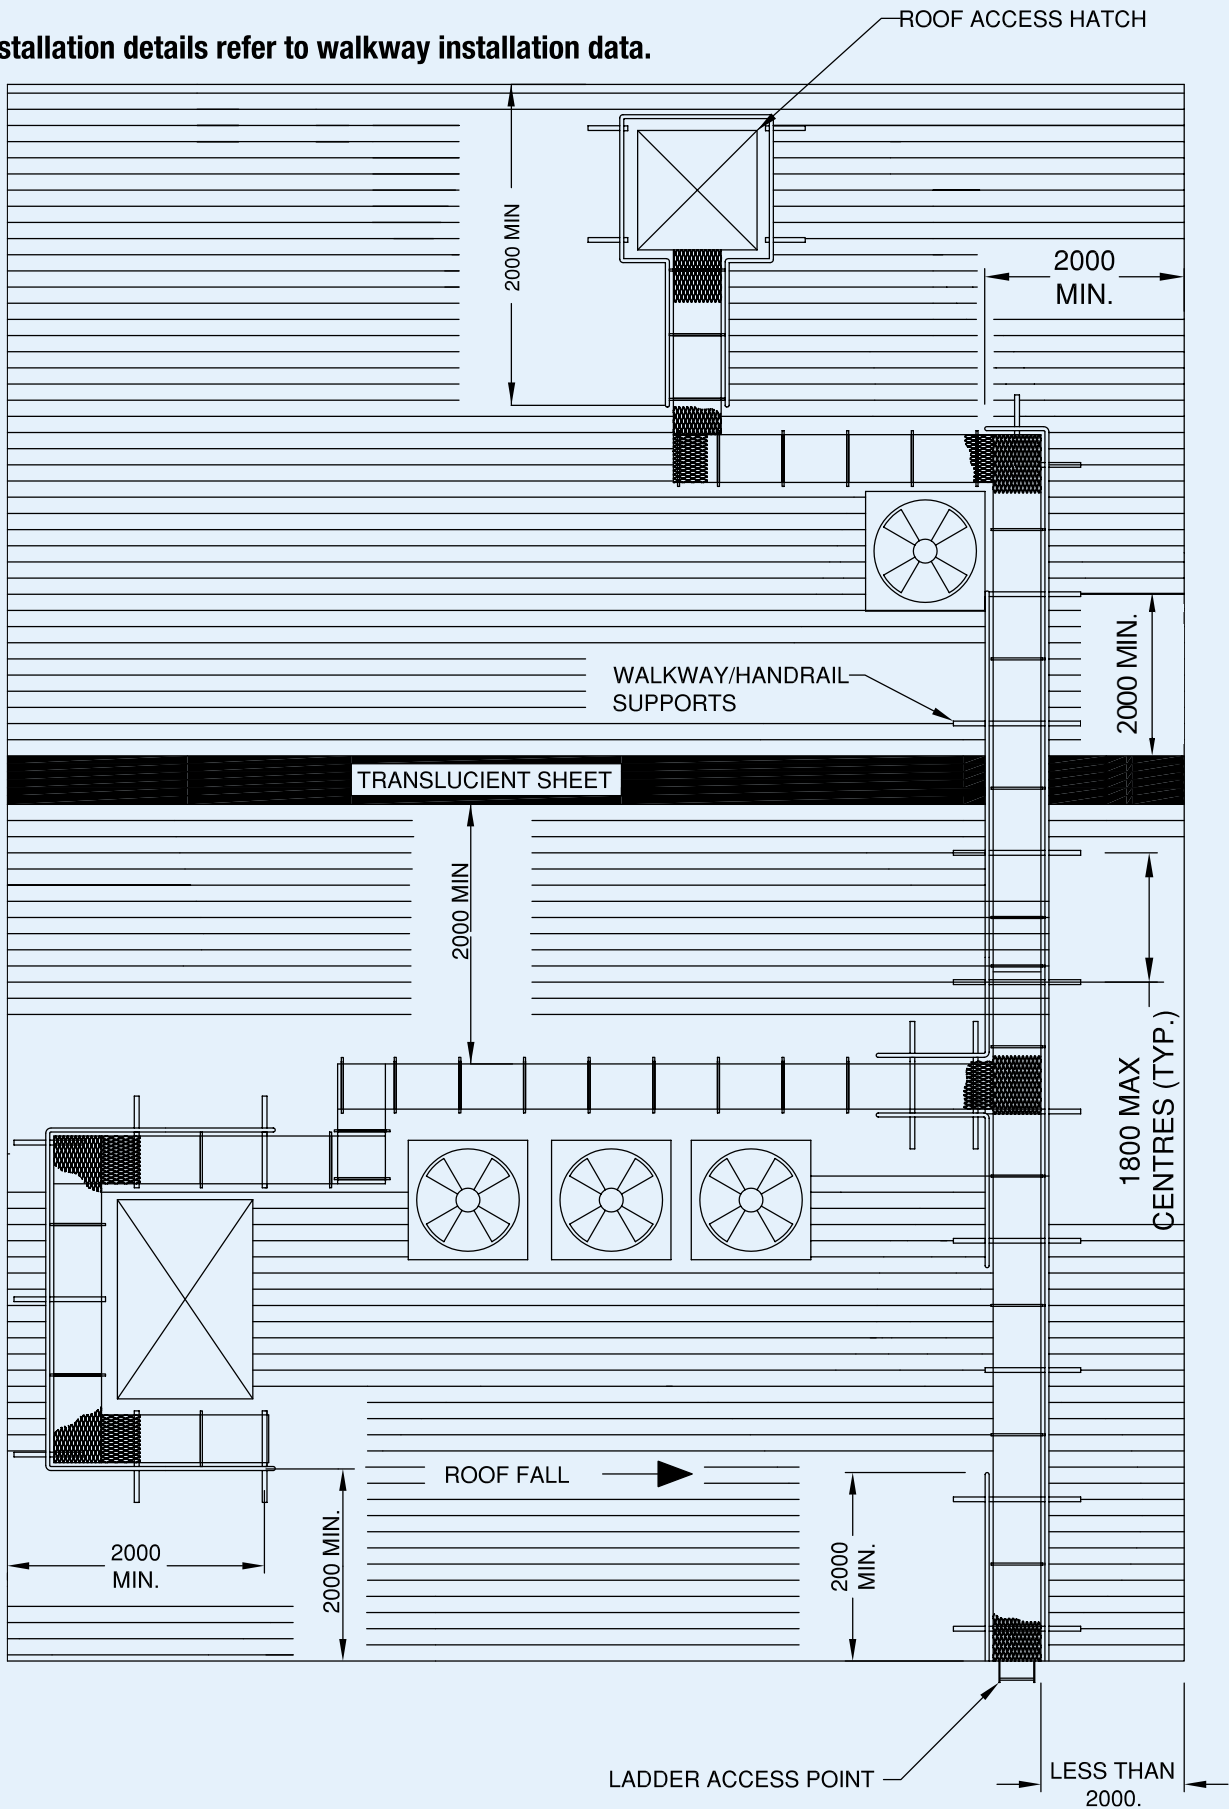 ROOF ACCESS HATCH
stallation details refer to walkway installation data.
2000 MIN
2000
MIN.
WALKWAY/HANDRAIL
SUPPORTS
2000 MIN.
TRANSLUCIENT SHEET
2000 MIN
1800 MAX
CENTRES (TYP.)
ROOF FALL
2000
MIN.
2000 MIN.
2000
MIN.
LADDER ACCESS POINT
LESS THAN
2000.